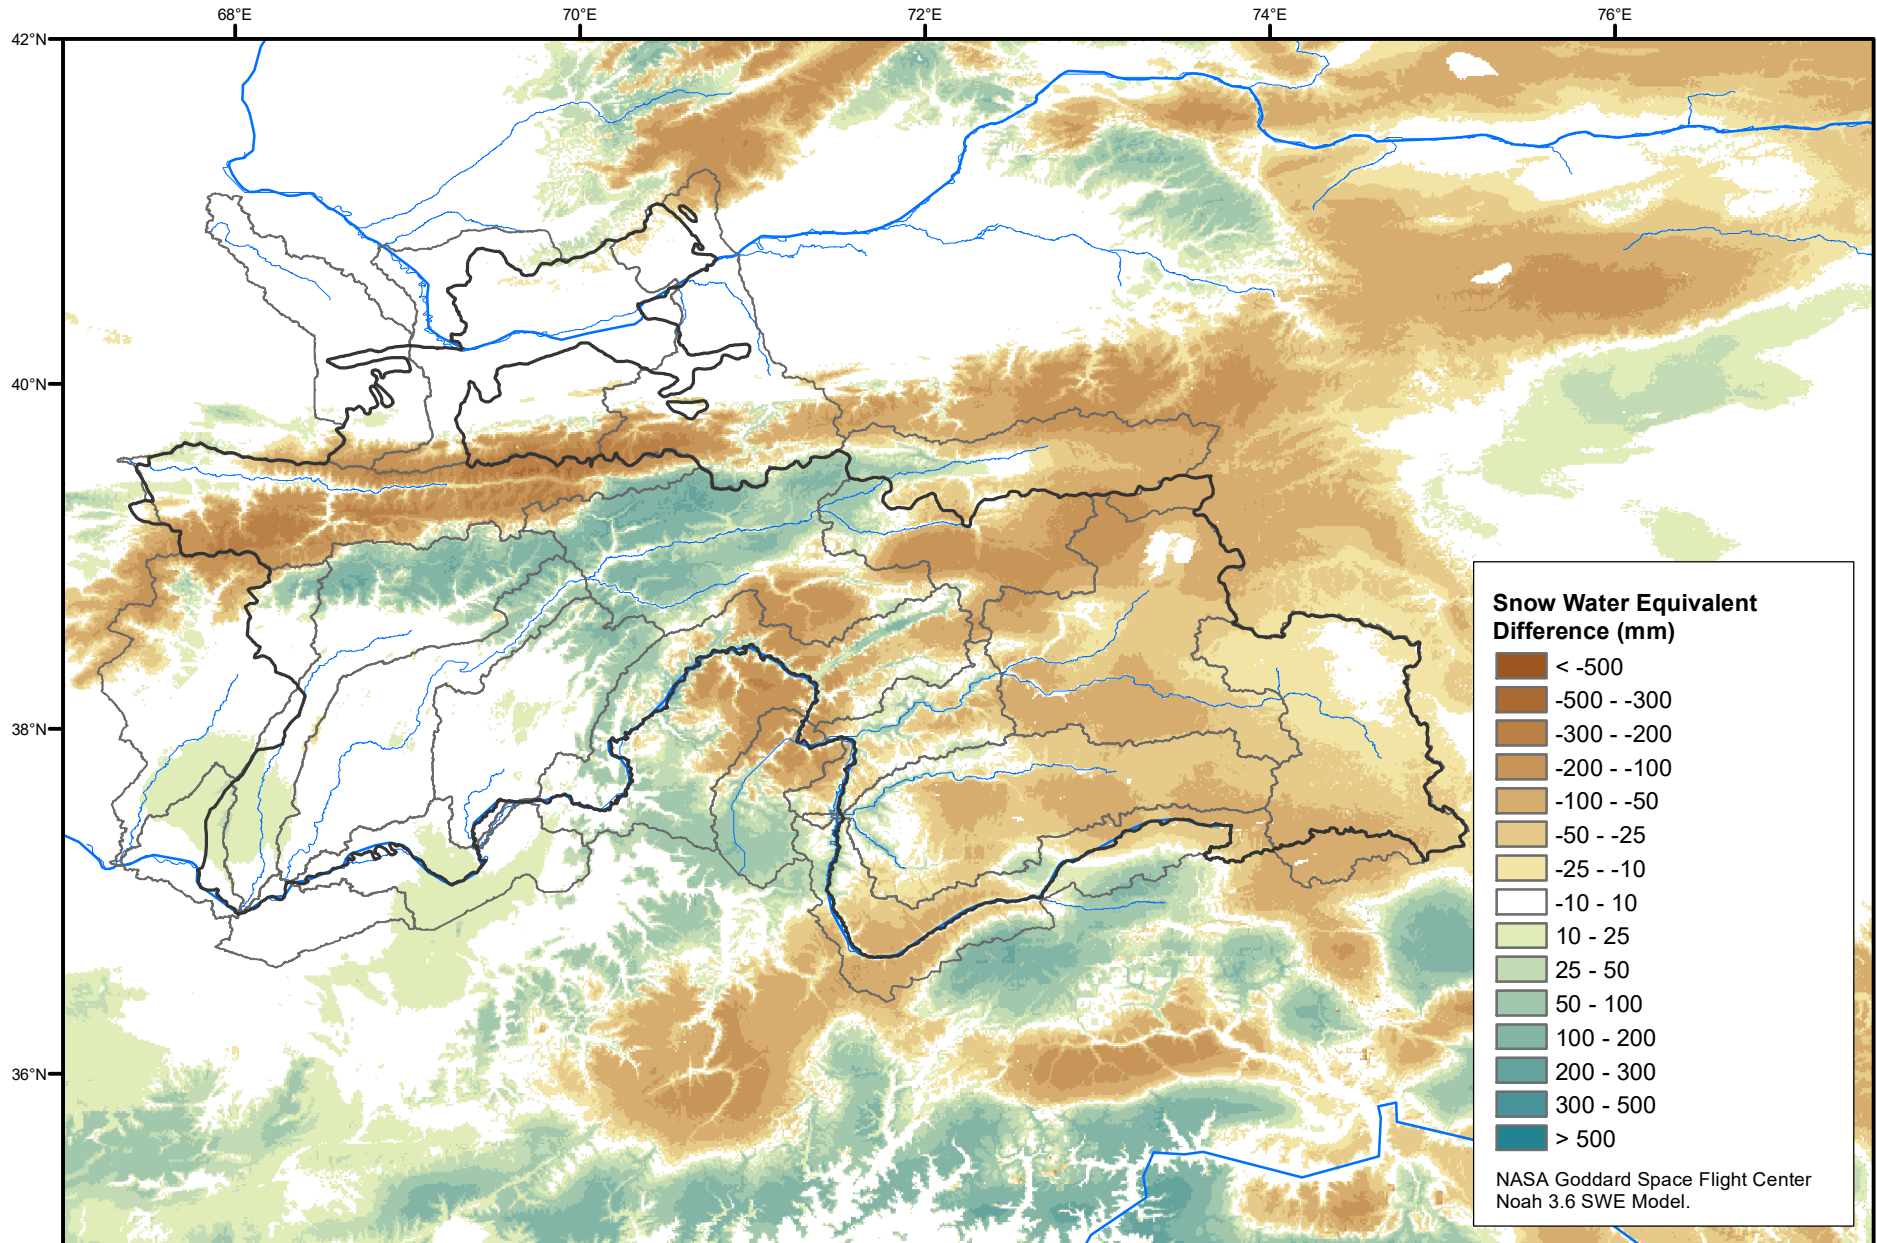 68°E 70°E 72°E 74°E 76°E
42°N
40°N
38°N
36°N
Snow Water Equivalent
Difference (mm)
< -500
-500 - -300
-300 - -200
-200 - -100
-100 - -50
-50 - -25
-25 - -10
-10 - 10
10 - 25
25 - 50
50 - 100
100 - 200
200 - 300
300 - 500
> 500
NASA Goddard Space Flight Center
Noah 3.6 SWE Model.